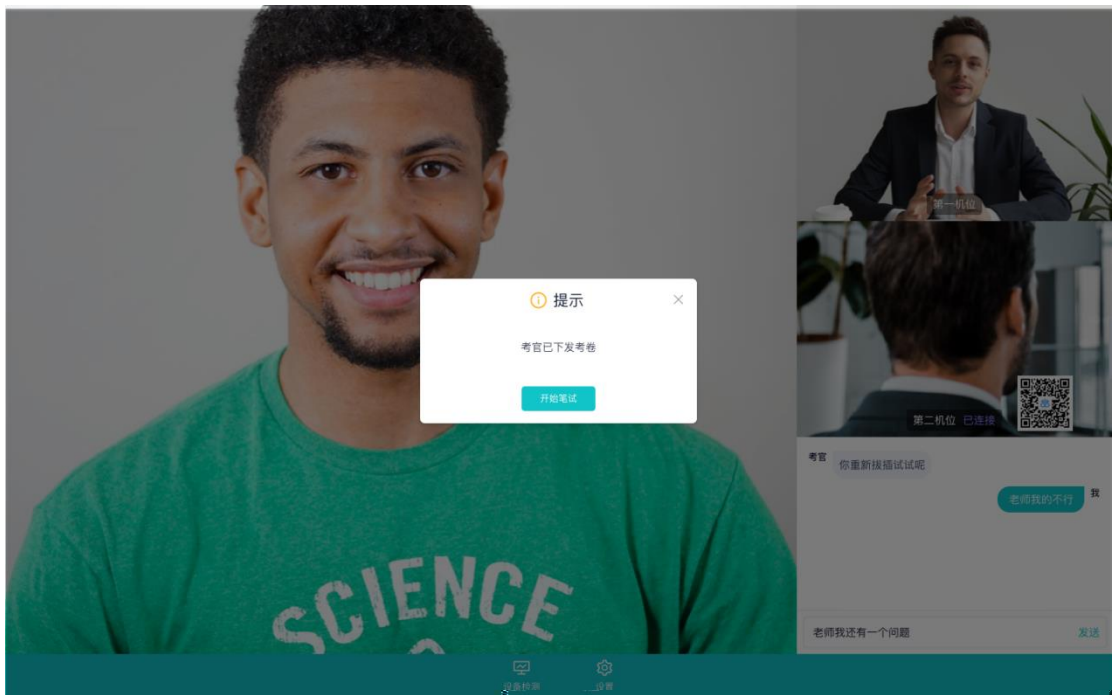 第一机位
提示
考官已下发考卷
开始笔试
第二机位 已连接
考官
你重新拔插试试呢
老师我的不行
我
SCIENCE
老师我还有一个问题
发送
设备检测
设置